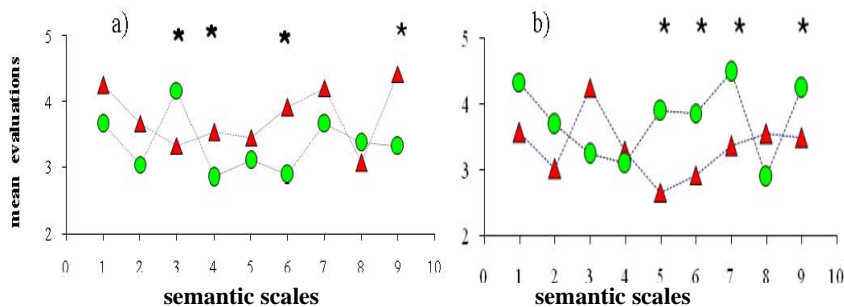 a) * * * *
b) * * * *
5 4 3 2
mean evaluations
0 1 2 3 4 5 6 7 8 9 10
semantic scales
5 4 3 2
0 1 2 3 4 5 6 7 8 9 10
semantic scales